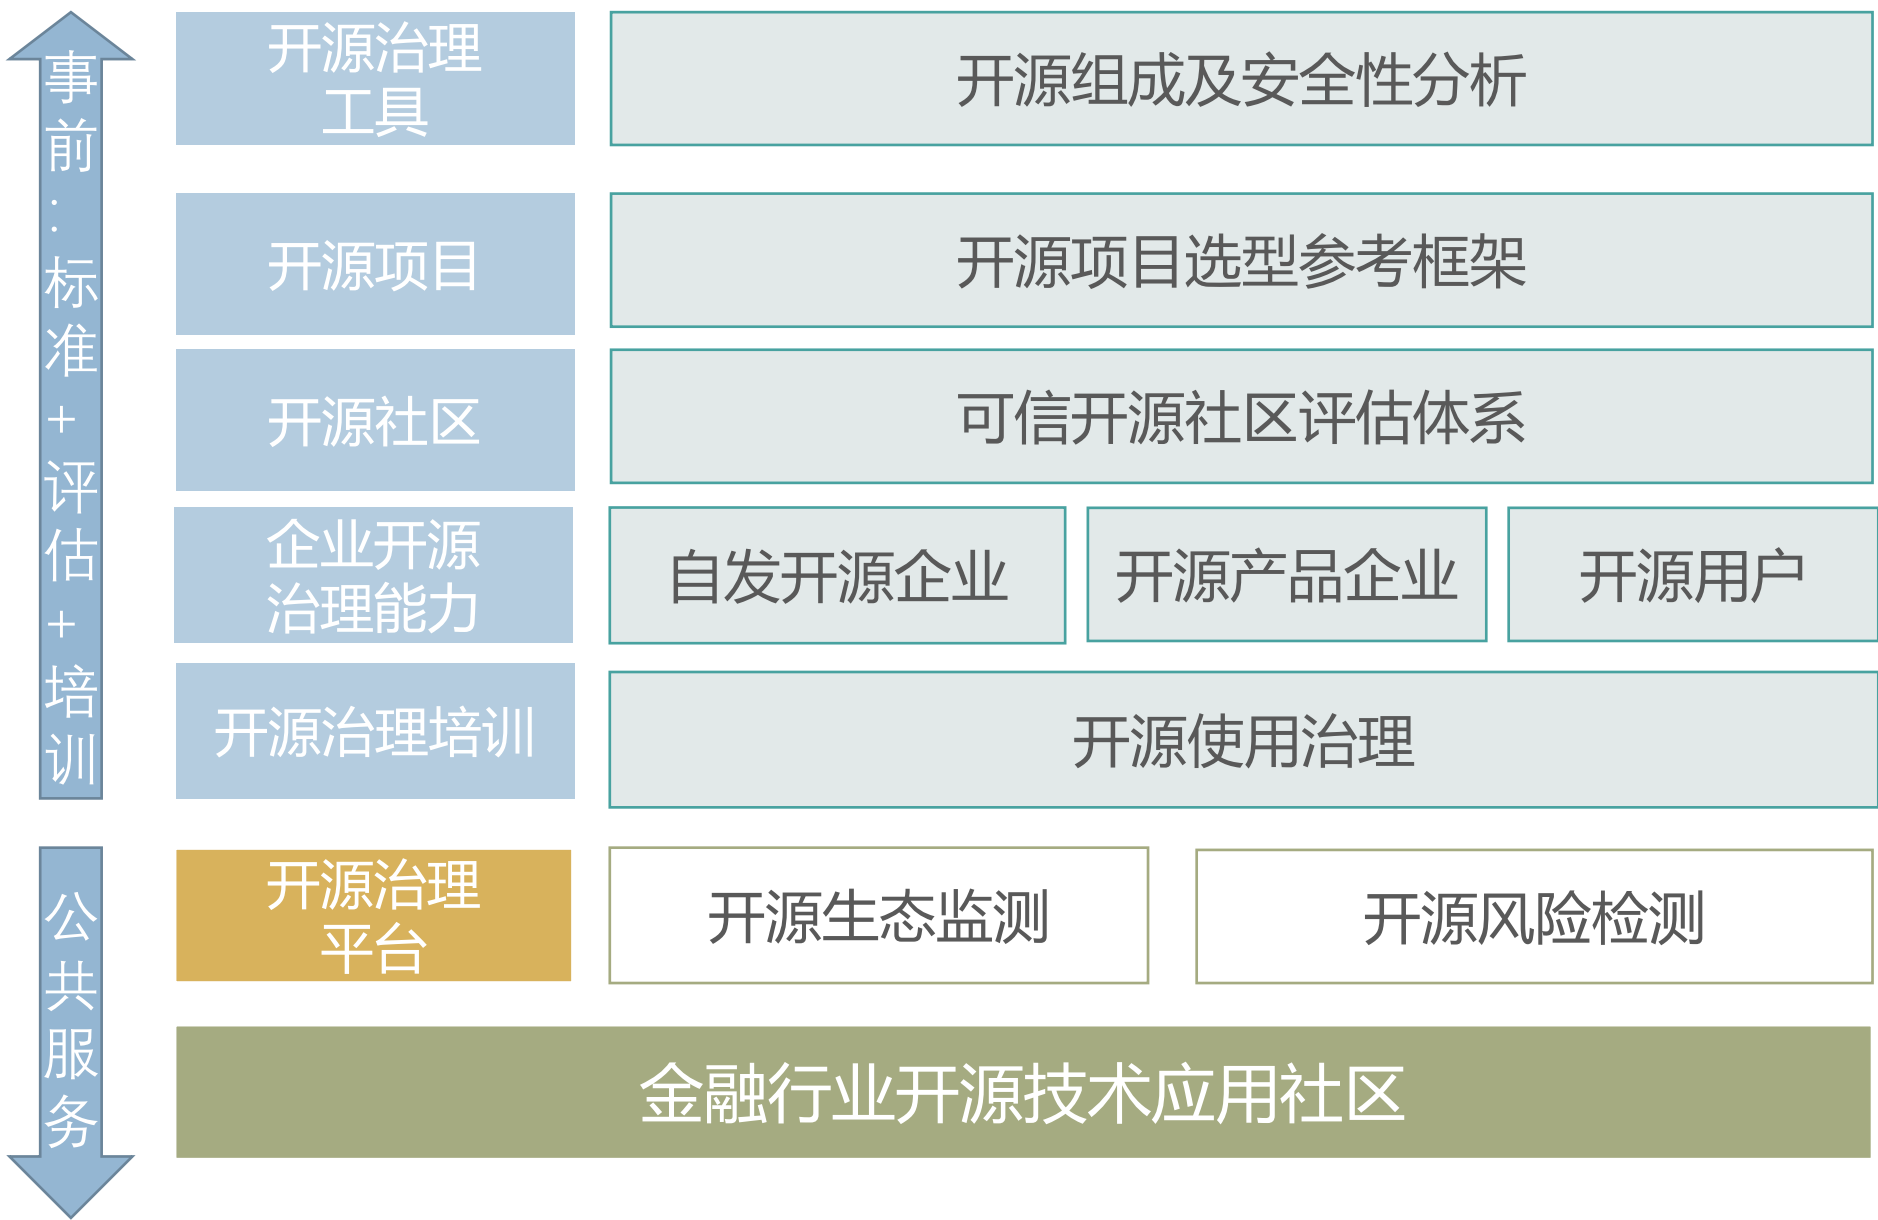 事前：标准+评估+培训
开源治理
工具
开源组成及安全性分析
开源项目
开源项目选型参考框架
开源社区
可信开源社区评估体系
企业开源
治理能力
自发开源企业
开源产品企业
开源用户
开源治理培训
开源使用治理
公共服务
开源治理
平台
开源生态监测
开源风险检测
金融行业开源技术应用社区